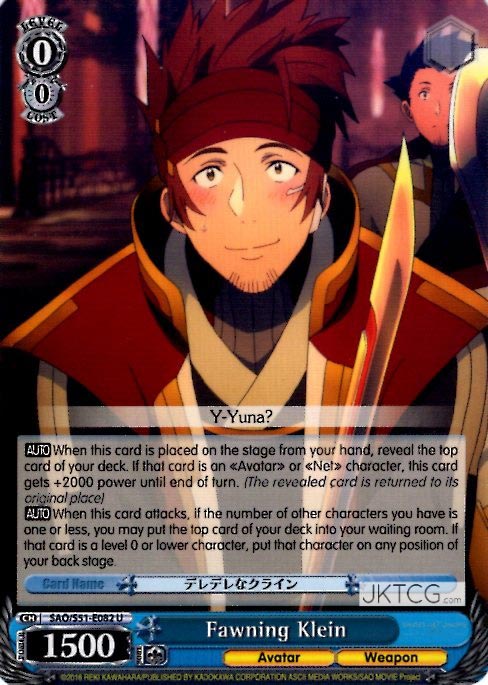 LEVEL
0
0
COST
Y-Yuna?
AUTO When this card is placed on the stage from your hand, reveal the top
card of your deck. If that card is an «Avatar» or «Net» character, this card
gets +2000 power until end of turn. (The revealed card is returned to its
original place)
AUTO When this card attacks, if the number of other characters you have is
one or less, you may put the top card of your deck into your waiting room. If
that card is a level 0 or lower character, put that character on any position of
your back stage.
Card Name
デレデレなクライン
JKTCG.com
CH SAO/S51-E082 U
POWER
1500
SOUL
Fawning Klein
Avatar
Weapon
©2016 REKI KAWAHARA/PUBLISHED BY KADOKAWA CORPORATION ASCII MEDIA WORKS/SAO MOVIE Project